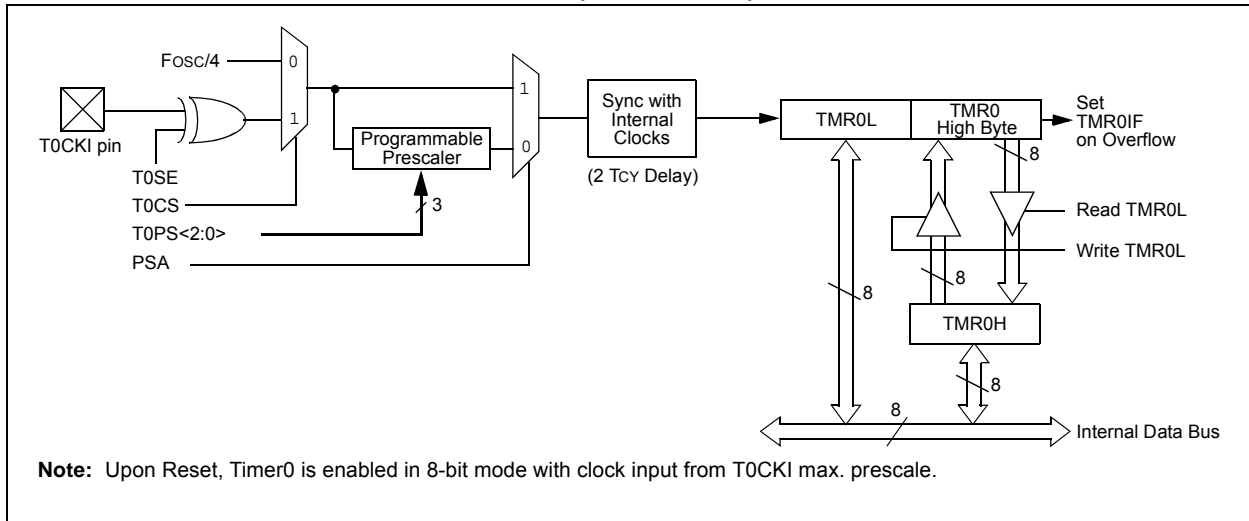 FOSC/4
0
1
T0CKI pin
T0SE
T0CS
T0PS<2:0>
PSA
Programmable
Prescaler
3
1
0
Sync with
Internal
Clocks
(2 TCY Delay)
TMR0L
TMR0
High Byte
Set
TMR0IF
on Overflow
8
Read TMR0L
Write TMR0L
8
8
TMR0H
8
8
Internal Data Bus
Note: Upon Reset, Timer0 is enabled in 8-bit mode with clock input from T0CKI max. prescale.